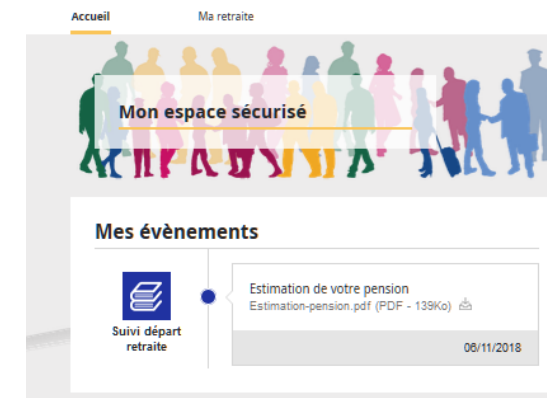 Accueil Ma retraite
Mon espace sécurisé
Mes évènements
Suivi départ
retraite
Estimation de votre pension
Estimation-pension.pdf (PDF - 139Ko)
06/11/2018